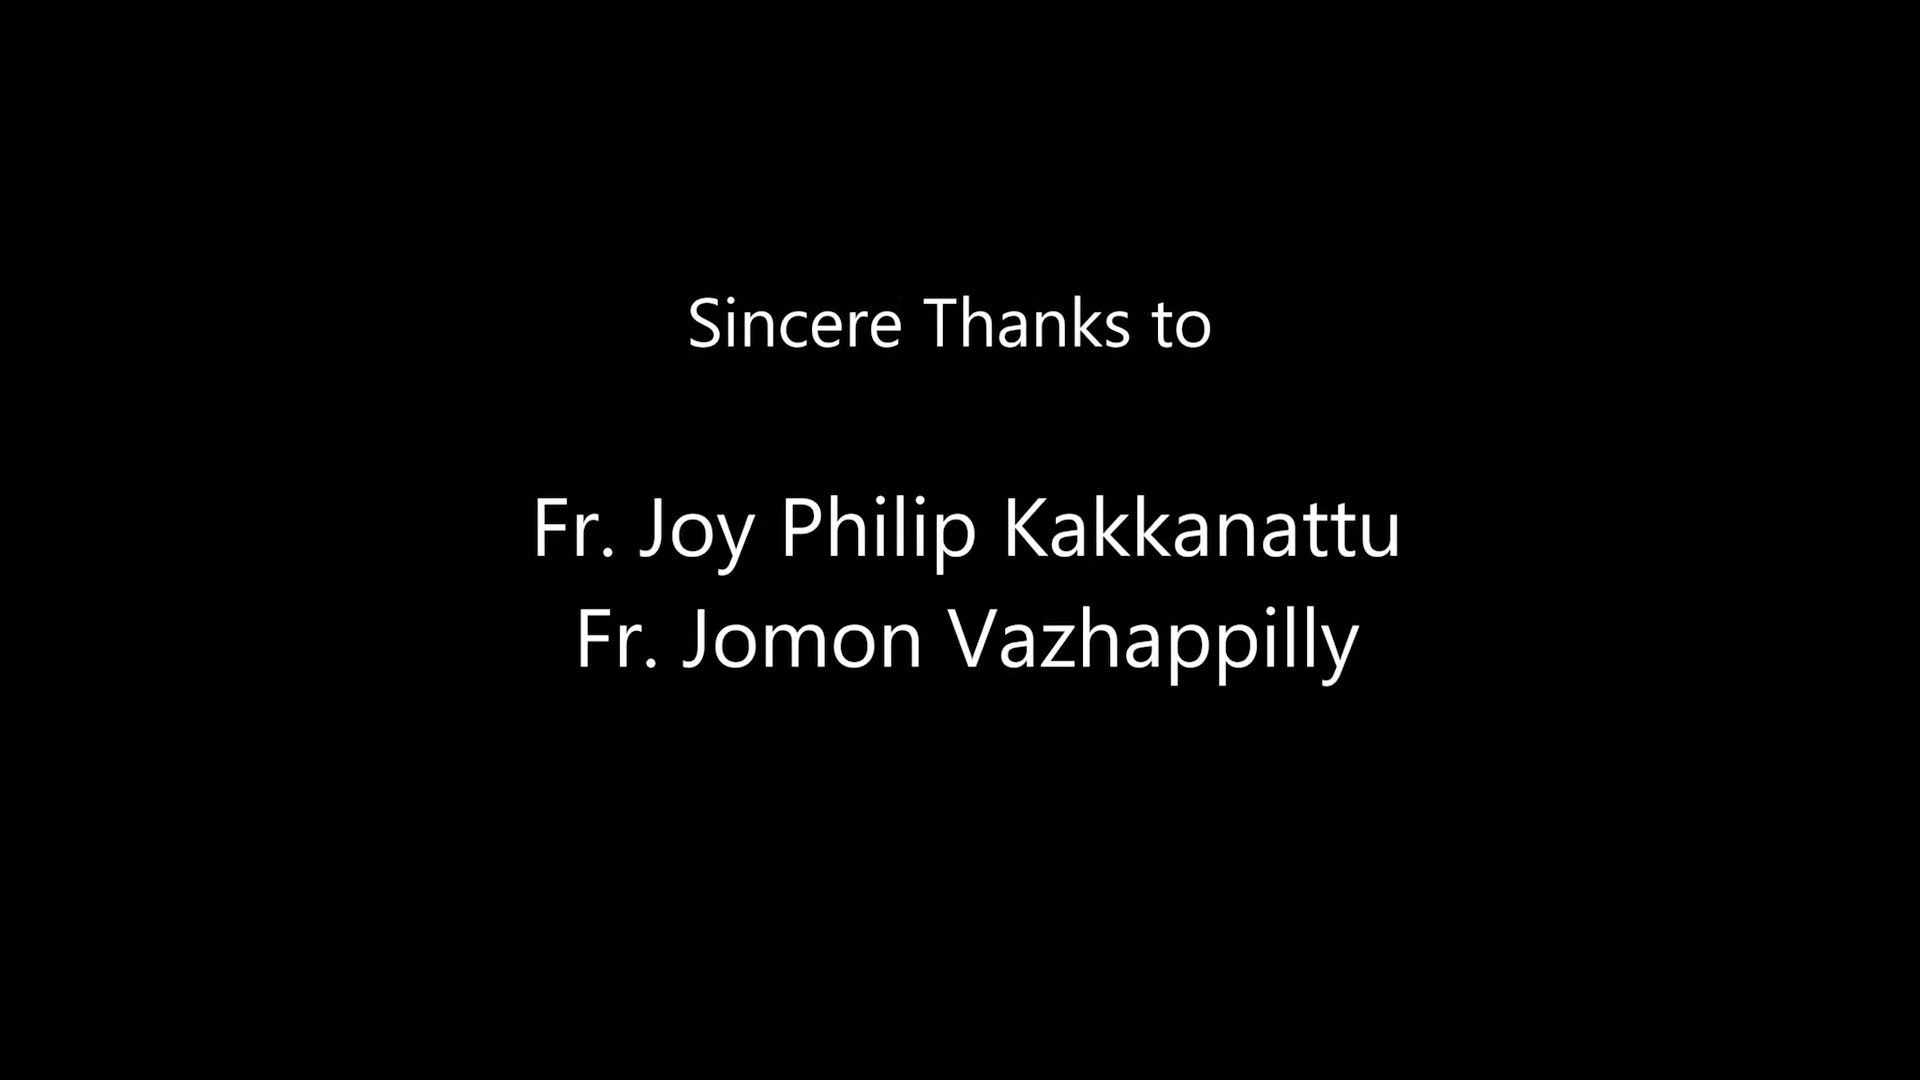 Sincere Thanks to
Fr. Joy Philip Kakkanattu
Fr. Jomon Vazhappilly